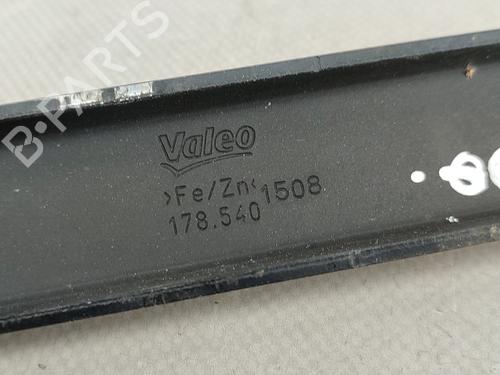 B-PARTS
Valeo
>Fe/Zn< 1508
178.540